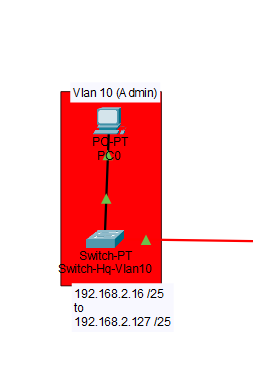 Vlan 10 (Admin)
PC-PT
PC0
Switch-PT
Switch-Hq-Vlan10
192.168.2.16 /25
to
192.168.2.127 /25